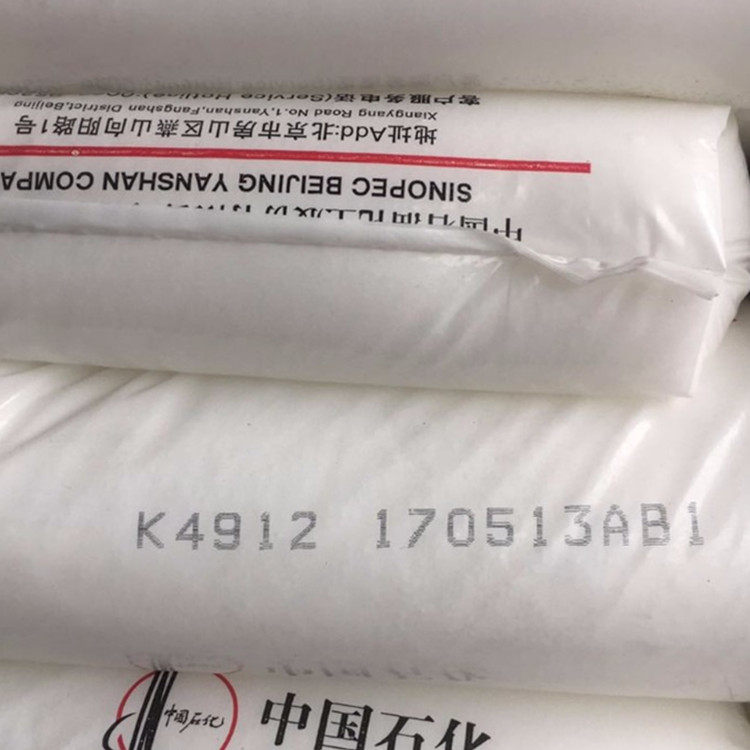 客户服务电话(Service Hotline):
Xiangyang Road No.1,Yanshan,Fangshan District,Beijing
地址Add:北京市房山区燕山向阳路1号
SINOPEC BEIJING YANSHAN COMPA
K4912 170513AB1
中国石化
中国石化